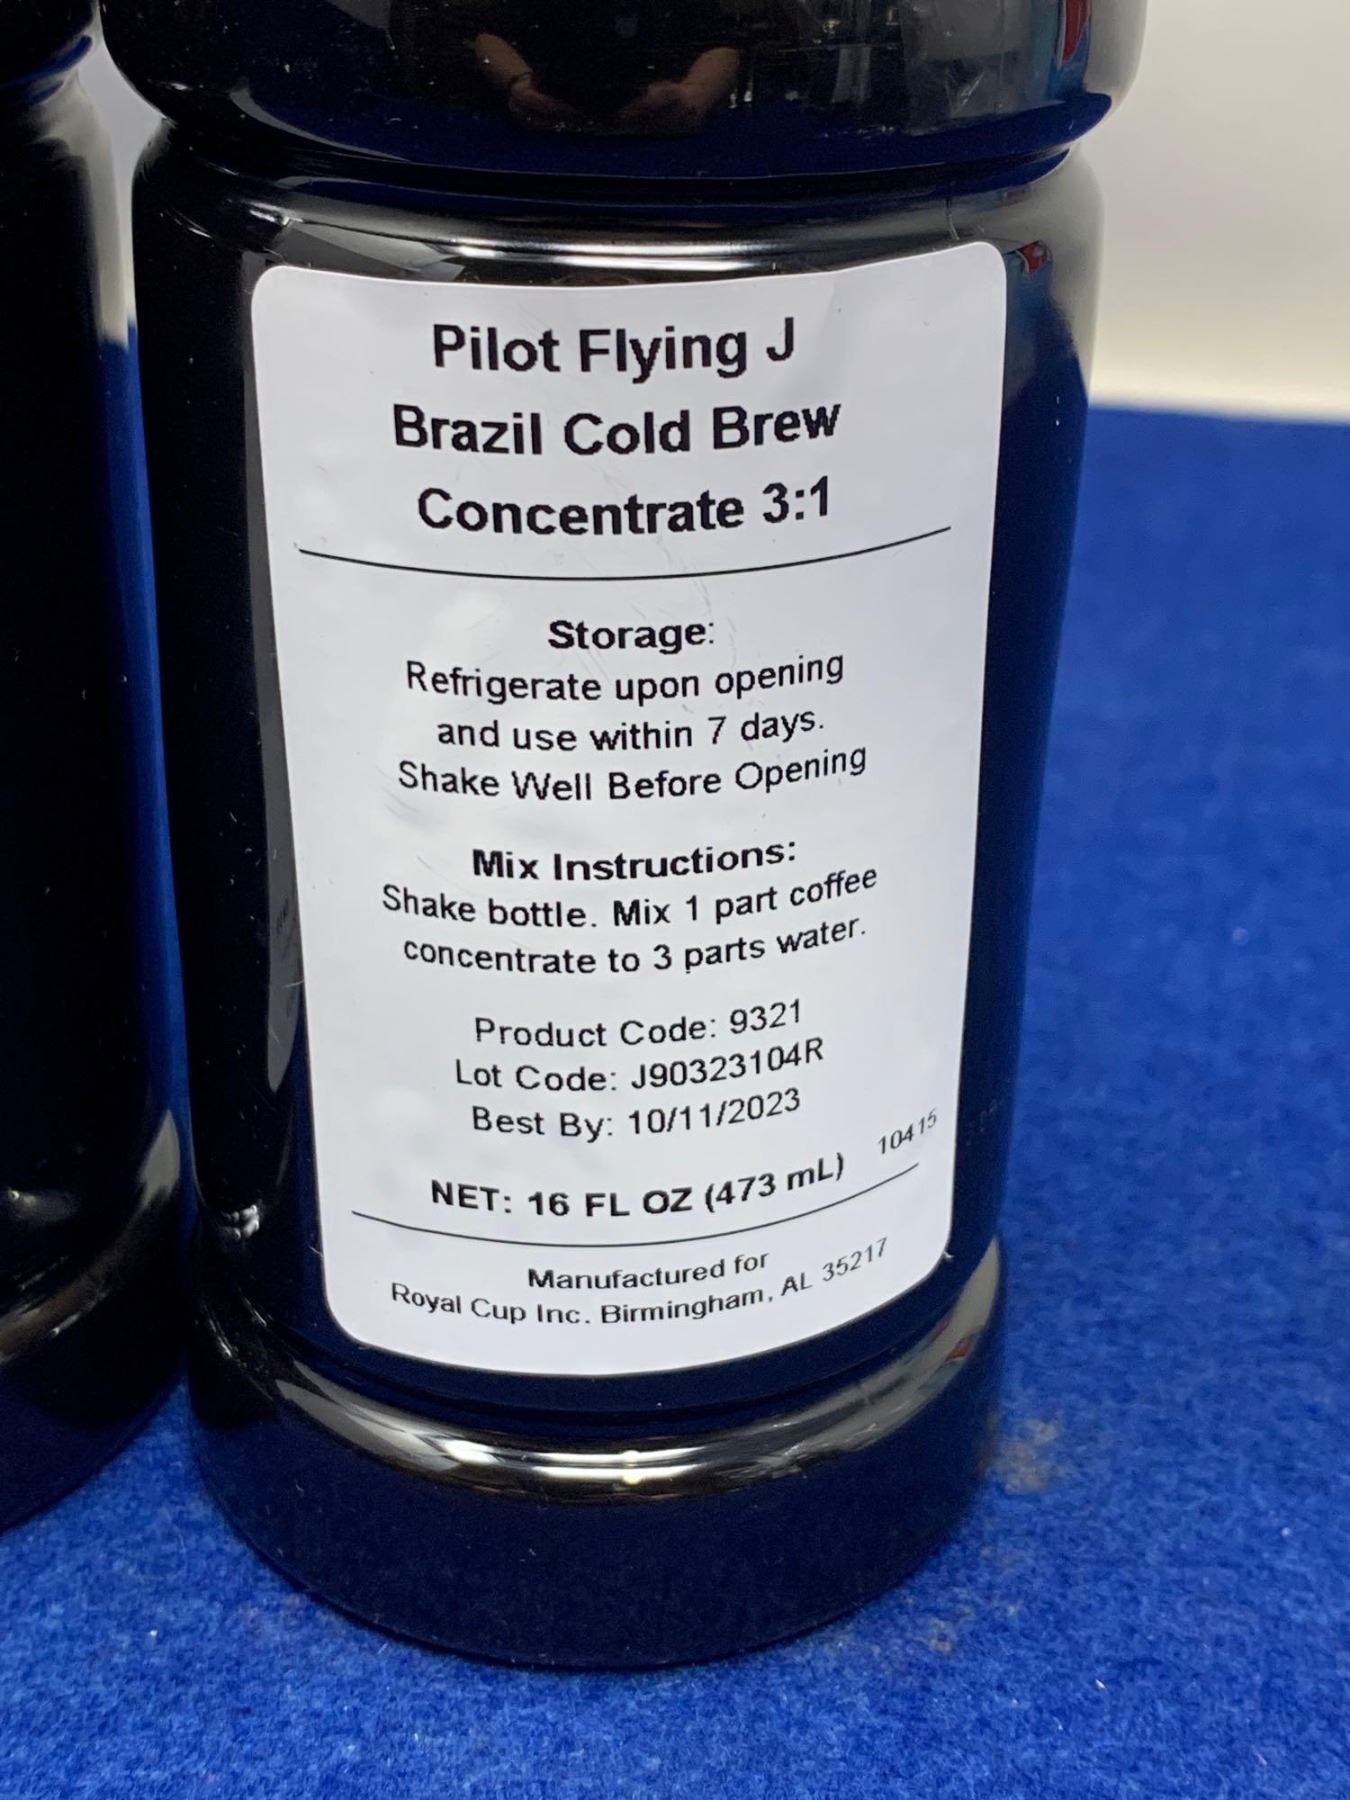 Pilot Flying J
Brazil Cold Brew
Concentrate 3:1
Storage:
Refrigerate upon opening
and use within 7 days.
Shake Well Before Opening
Mix Instructions:
Shake bottle. Mix 1 part coffee
concentrate to 3 parts water.
Product Code: 9321
Lot Code: J90323104R
Best By: 10/11/2023
10415
NET: 16 FL OZ (473 mL)
Manufactured for
Royal Cup Inc. Birmingham, AL 35217